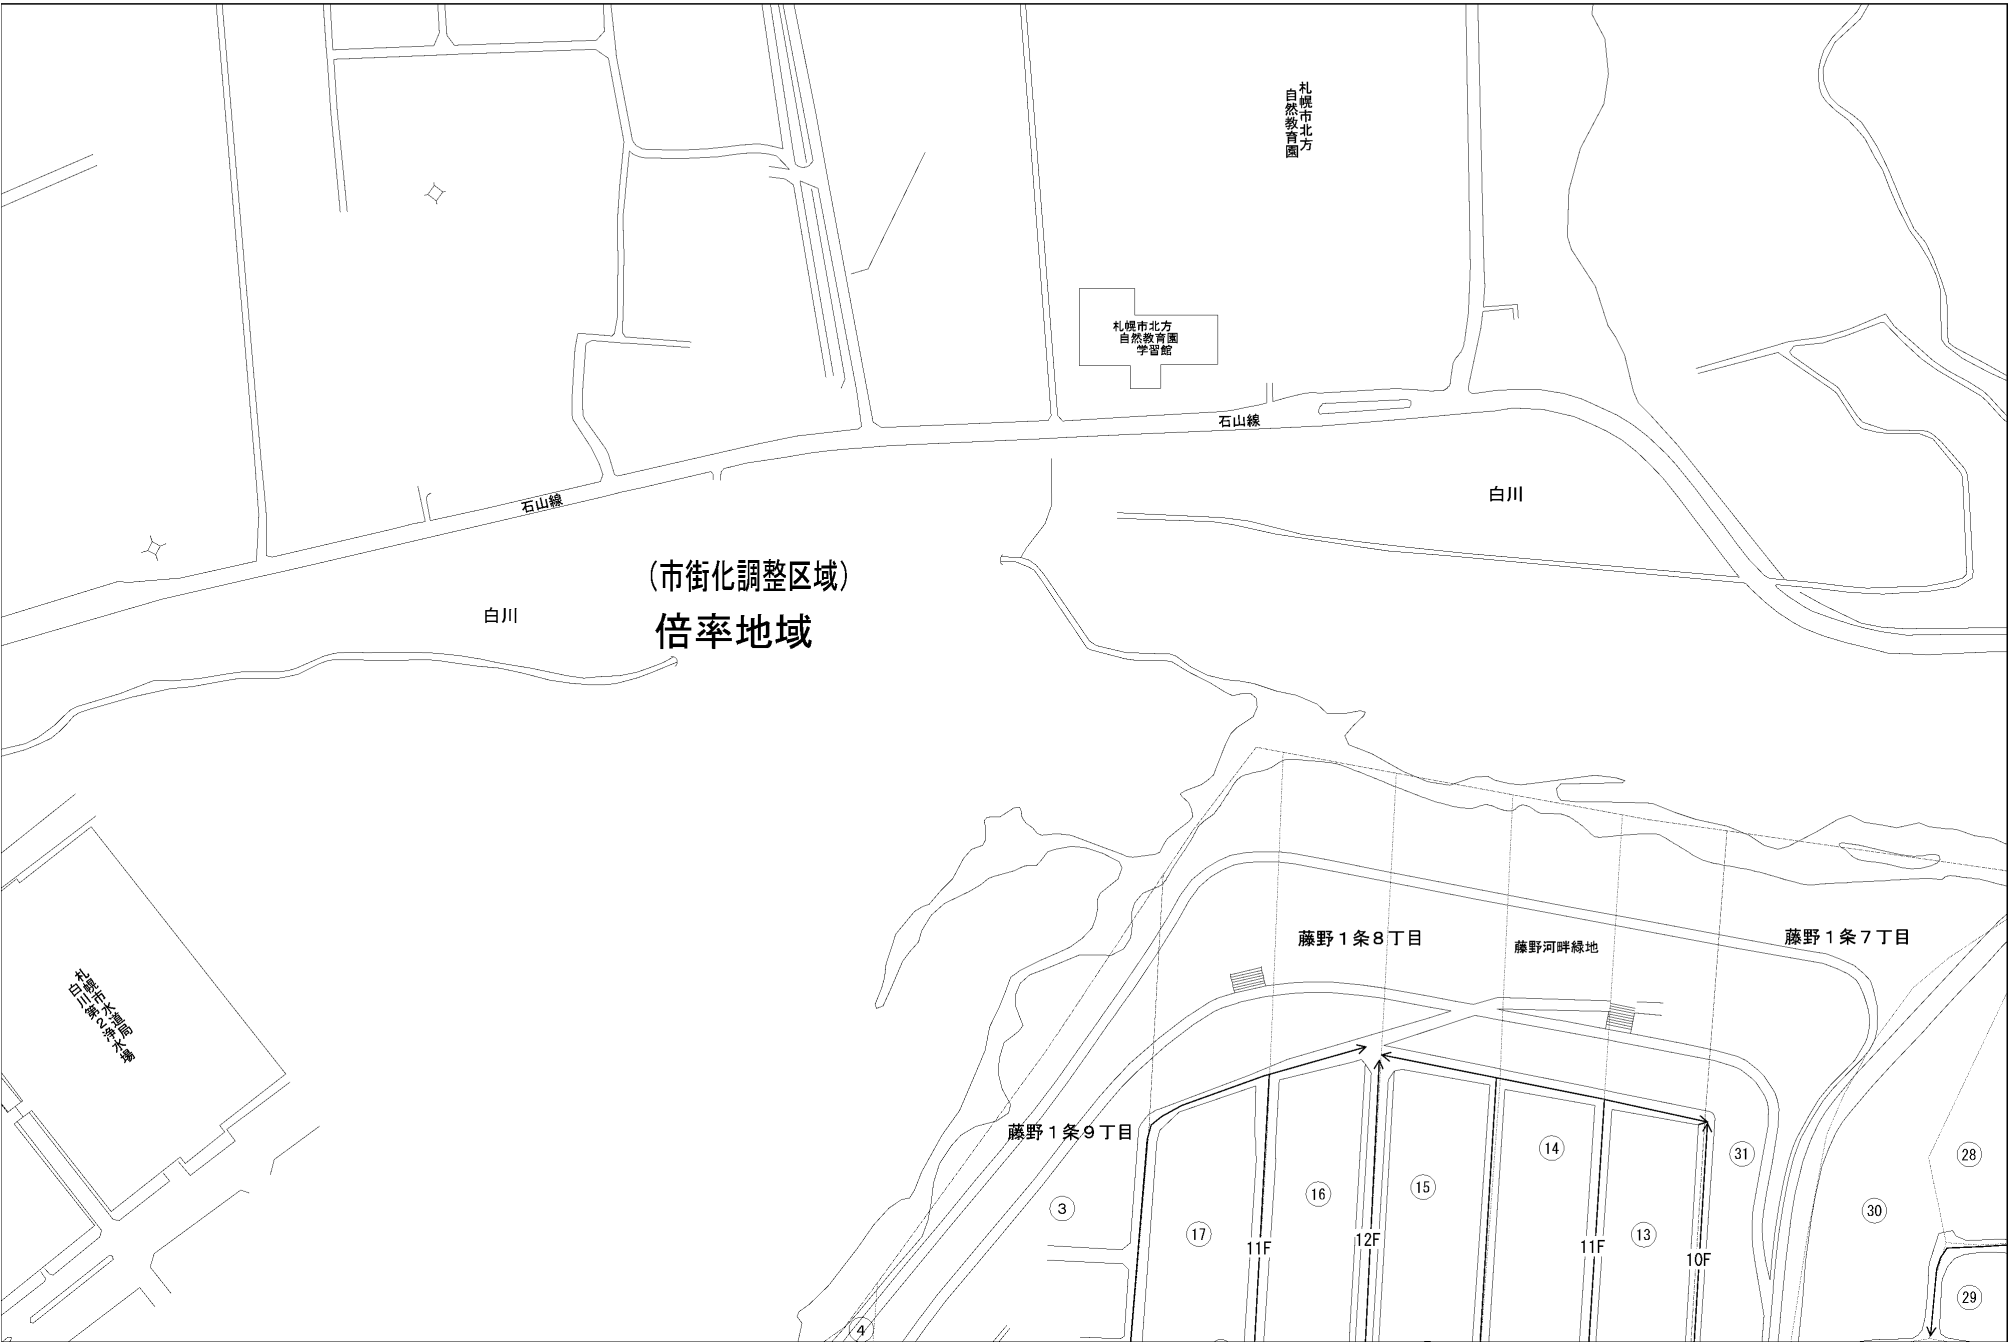 札幌市北方
自然教育園
札幌市北方
自然教育園
学習館
石山線
白川
石山線
(市街化調整区域)
倍率地域
白川
藤野1条8丁目
藤野河畔緑地
藤野1条7丁目
札幌市水道局
白川第2浄水場
藤野1条9丁目
14
31
28
3
16
15
17
11F
12F
11F
13
10F
30
29
4